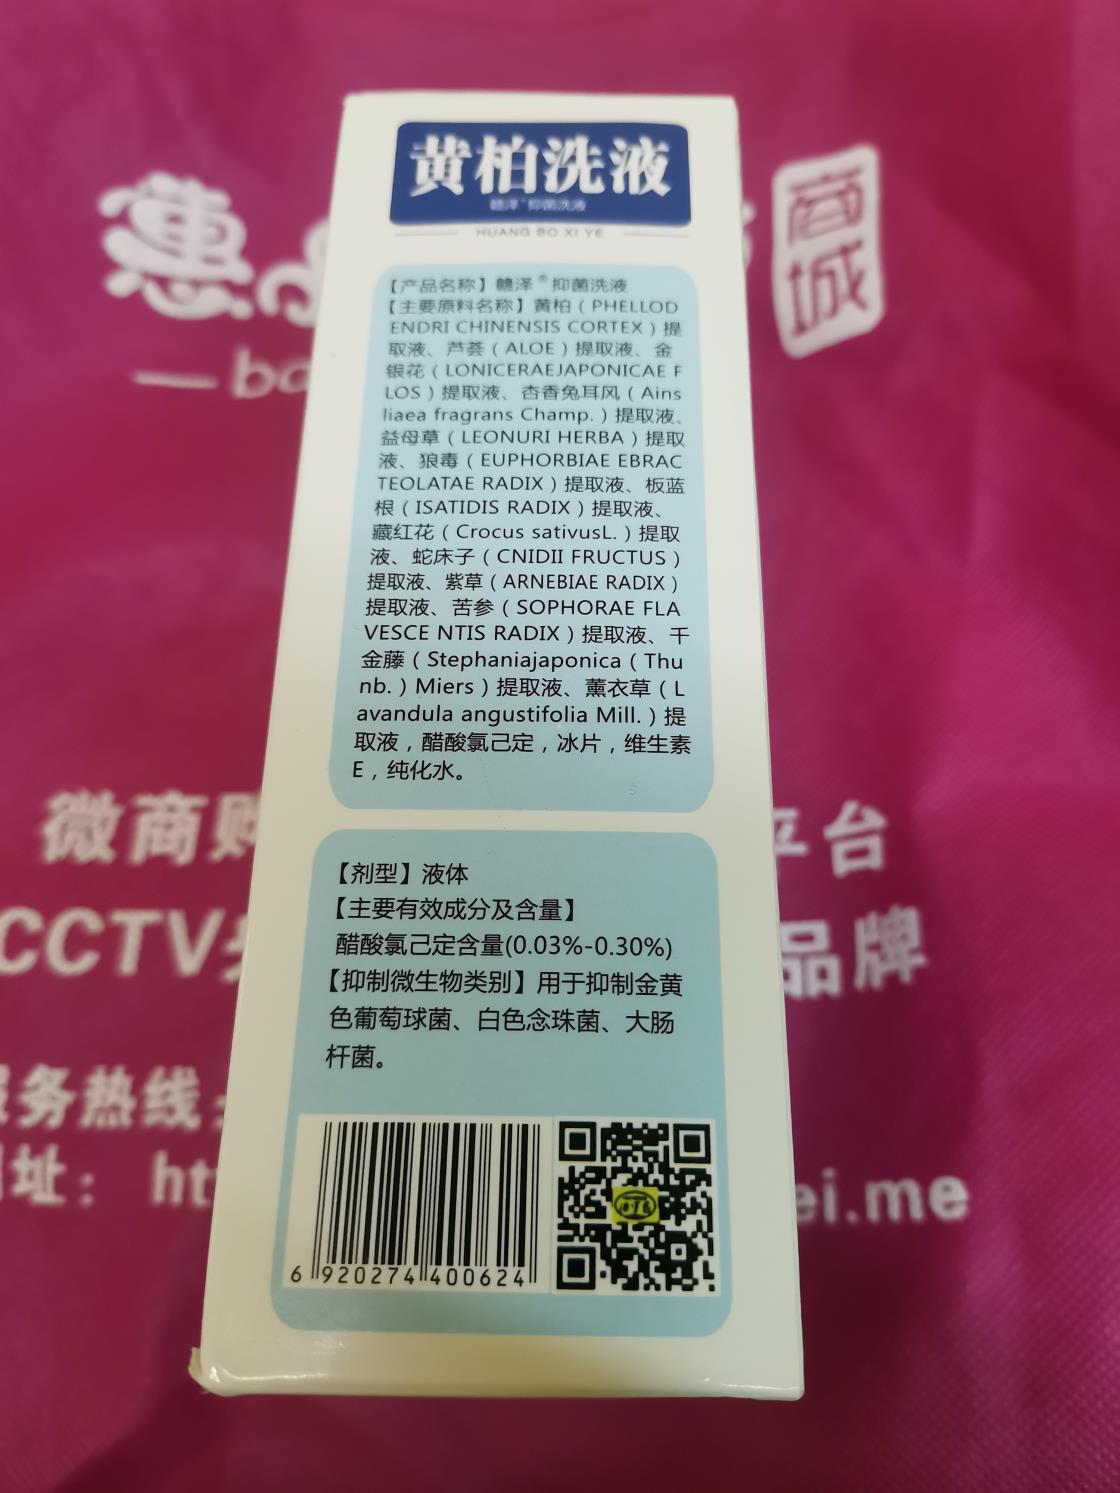 黄柏洗液
赣泽®抑菌洗液
HUANG BO XI YE
【产品名称】赣泽®抑菌洗液
【主要原料名称】黄柏（PHELLOD
ENDRI CHINENSIS CORTEX）提
取液、芦荟（ALOE）提取液、金
银花（LONICERAEJAPONICAE F
LOS）提取液、杏香兔耳风（Ains
liaea fragrans Champ.）提取液、
益母草（LEONURI HERBA）提取
液、狼毒（EUPHORBIAE EBRAC
TEOLATAE RADIX）提取液、板蓝
根（ISATIDIS RADIX）提取液、
藏红花（Crocus sativusL.）提取
液、蛇床子（CNIDII FRUCTUS）
提取液、紫草（ARNEBIAE RADIX）
提取液、苦参（SOPHORAE FLA
VESCE NTIS RADIX）提取液、千
金藤（Stephaniajaponica（Thu
nb.）Miers）提取液、薰衣草（L
avandula angustifolia Mill.）提
取液，醋酸氯己定，冰片，维生素
E，纯化水。
【剂型】液体
【主要有效成分及含量】
醋酸氯己定含量(0.03%-0.30%)
【抑制微生物类别】用于抑制金黄
色葡萄球菌、白色念珠菌、大肠
杆菌。
6 920274 400624
惠
商城
ba
微商购 平台
CCTV 品牌
服务热线
网址： htt ei.me